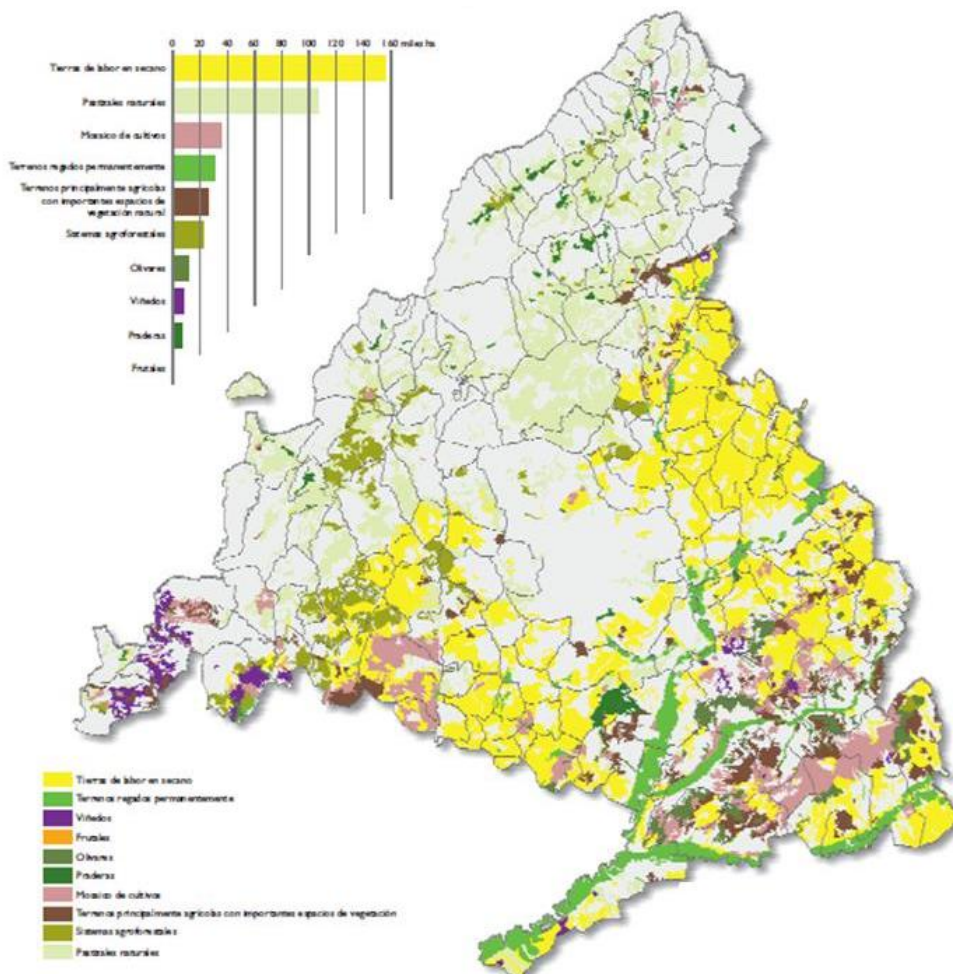 0 20 40 60 80 100 120 140 160 miles ha
Tierras de labor en secano
Pastizales naturales
Mosaico de cultivos
Terrenos regados permanentemente
Terrenos principalmente agrícolas
con importantes espacios de
vegetación natural
Sistemas agroforestales
Olivares
Viñedos
Praderas
Frutales
Tierras de labor en secano
Terrenos regados permanentemente
Viñedos
Frutales
Olivares
Praderas
Mosaico de cultivos
Terrenos principalmente agrícolas con importantes espacios de vegetación
Sistemas agroforestales
Pastizales naturales